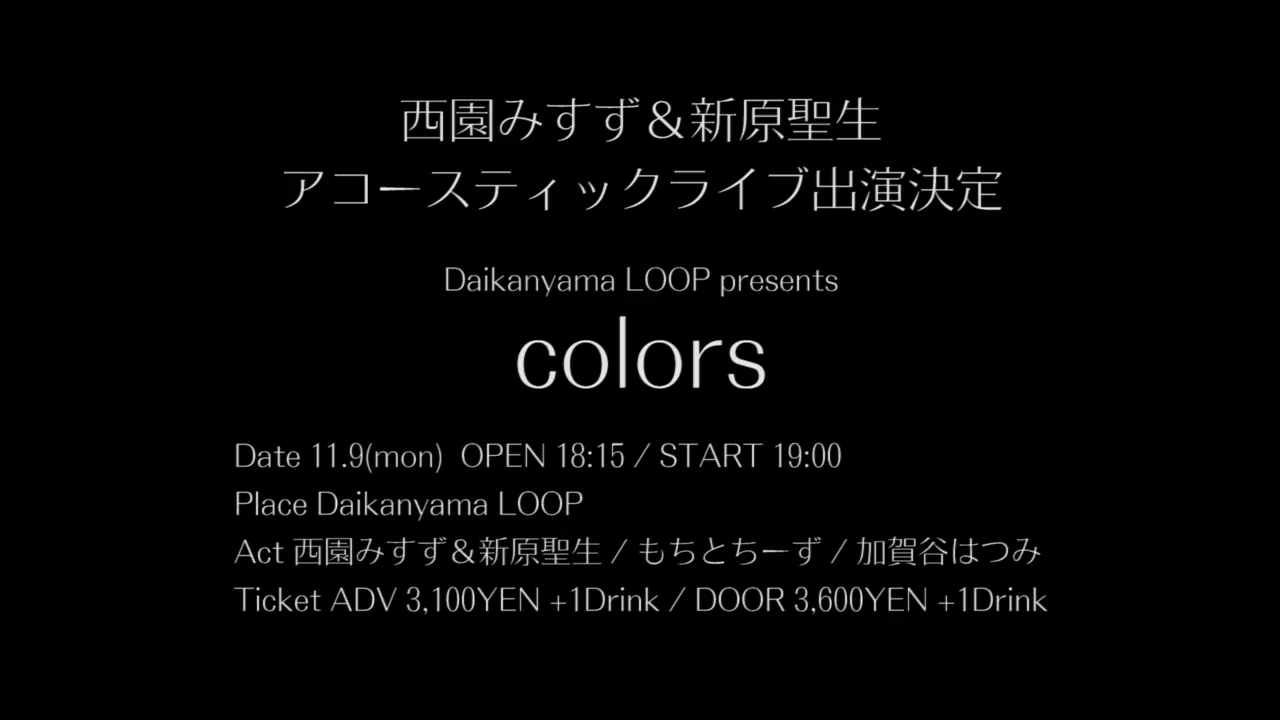 西園みすず＆新原聖生
アコースティックライブ出演決定
Daikanyama LOOP presents
colors
Date 11.9(mon) OPEN 18:15 / START 19:00
Place Daikanyama LOOP
Act 西園みすず＆新原聖生 / もちとちーず / 加賀谷はつみ
Ticket ADV 3,100YEN +1Drink / DOOR 3,600YEN +1Drink